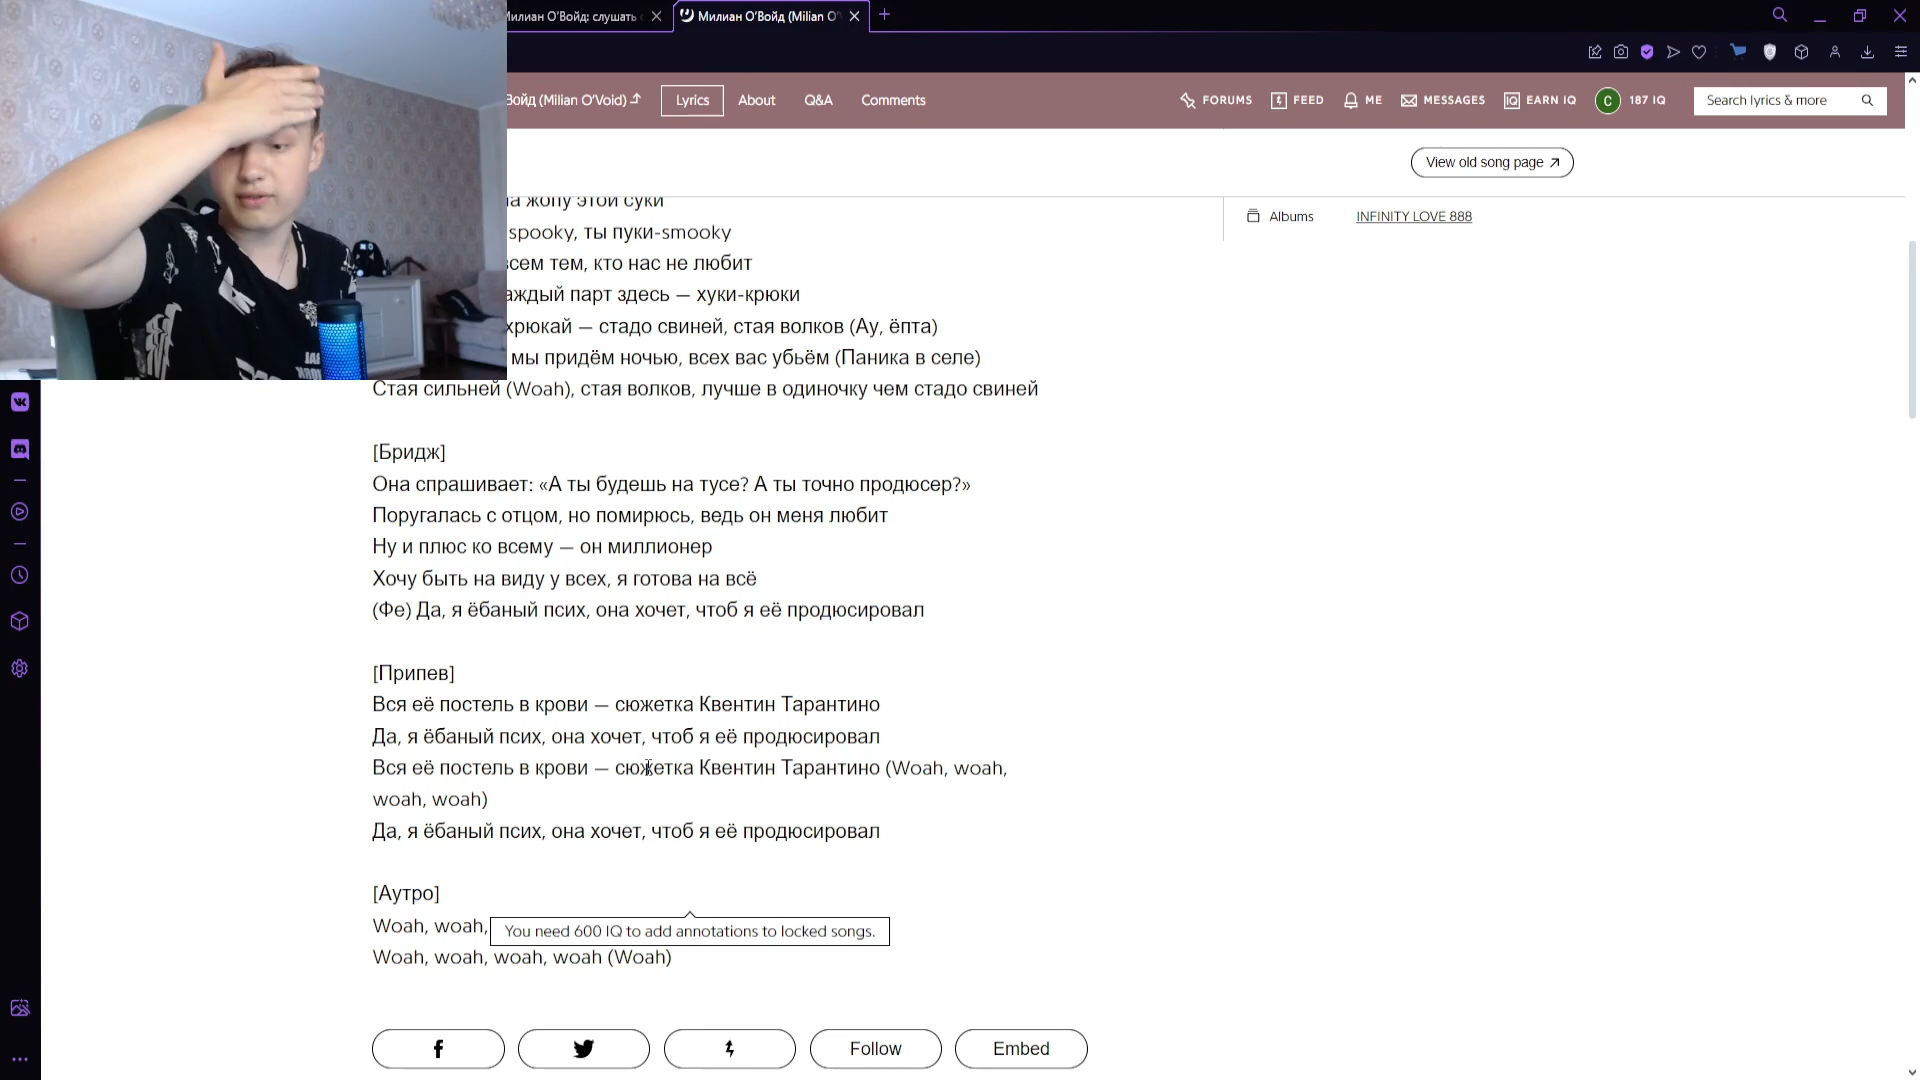 Милиан О'Войд: слушать
Милиан О'Войд (Milian O'
Войд (Milian O'Void)
Lyrics
About
Q&A
Comments
FORUMS
FEED
ME
MESSAGES
IQ EARN IQ
C
187 IQ
Search lyrics & more
View old song page
Albums
INFINITY LOVE 888
жопу этой суки
spooky, ты пуки-smooky
всем тем, кто нас не любит
каждый парт здесь — хуки-крюки
хрюкай — стадо свиней, стая волков (Ау, ёпта)
мы придём ночью, всех вас убьём (Паника в селе)
Стая сильней (Woah), стая волков, лучше в одиночку чем стадо свиней
[Бридж]
Она спрашивает: «А ты будешь на тусе? А ты точно продюсер?»
Поругалась с отцом, но помирюсь, ведь он меня любит
Ну и плюс ко всему — он миллионер
Хочу быть на виду у всех, я готова на всё
(Фе) Да, я ёбаный псих, она хочет, чтоб я её продюсировал
[Припев]
Вся её постель в крови — сюжетка Квентин Тарантино
Да, я ёбаный псих, она хочет, чтоб я её продюсировал
Вся её постель в крови — сюжетка Квентин Тарантино (Woah, woah,
woah, woah)
Да, я ёбаный псих, она хочет, чтоб я её продюсировал
[Аутро]
Woah, woah,
You need 600 IQ to add annotations to locked songs.
Woah, woah, woah, woah (Woah)
Follow
Embed